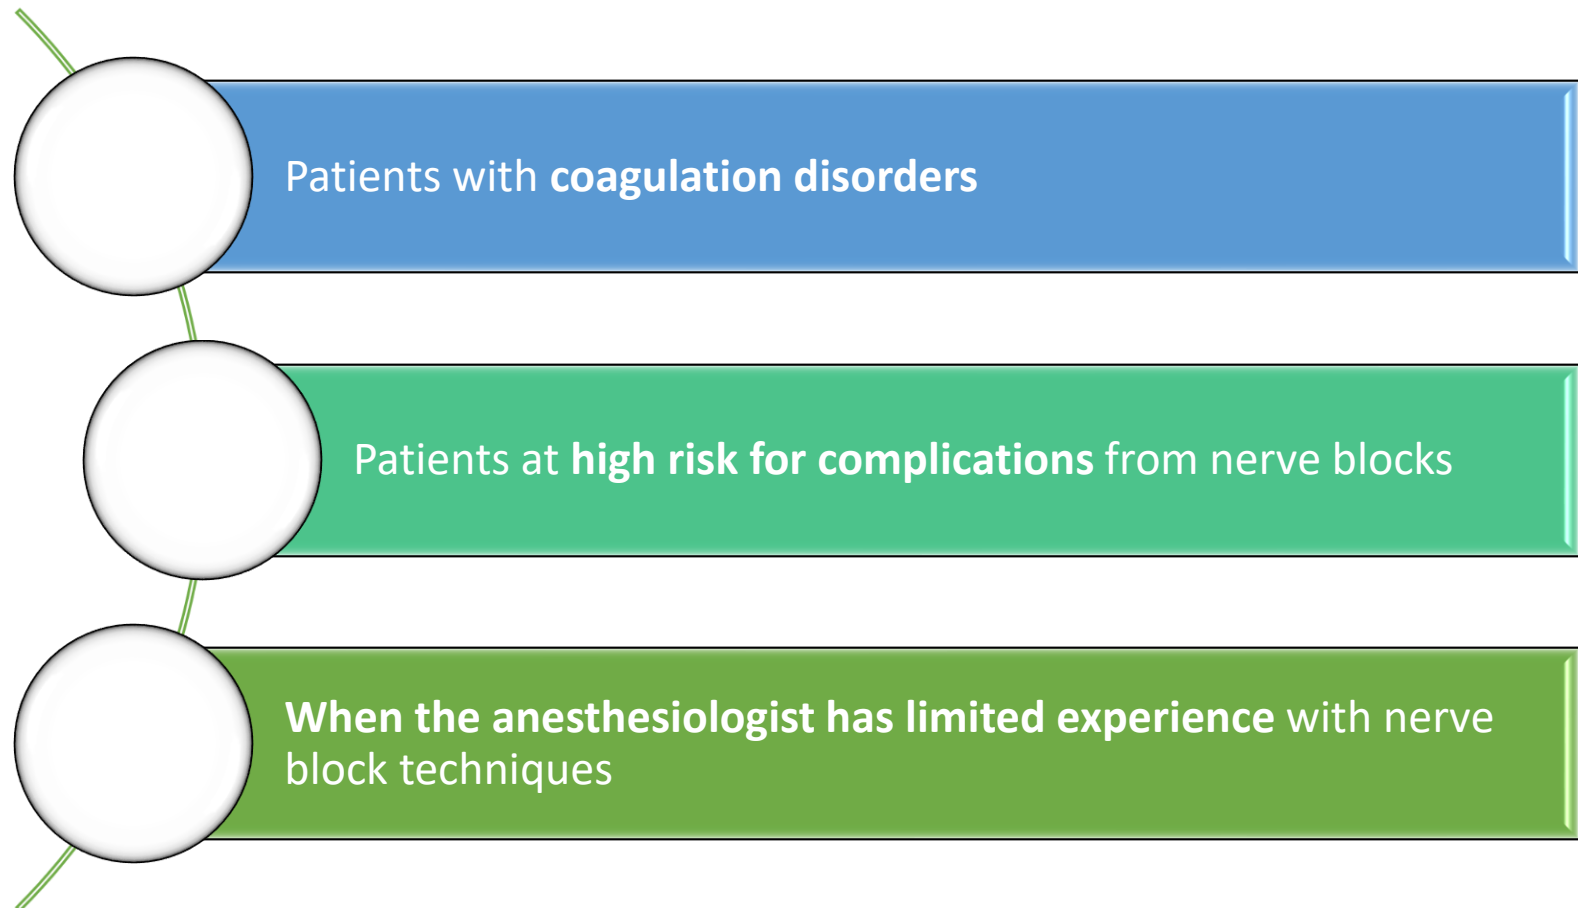 Patients with coagulation disorders
Patients at high risk for complications from nerve blocks
When the anesthesiologist has limited experience with nerve
block techniques